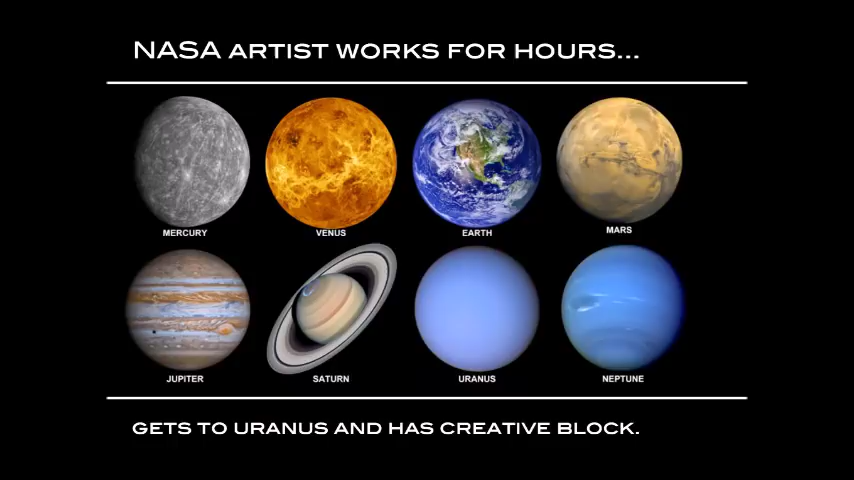 NASA ARTIST WORKS FOR HOURS...
MERCURY
VENUS
EARTH
MARS
JUPITER
SATURN
URANUS
NEPTUNE
GETS TO URANUS AND HAS CREATIVE BLOCK.